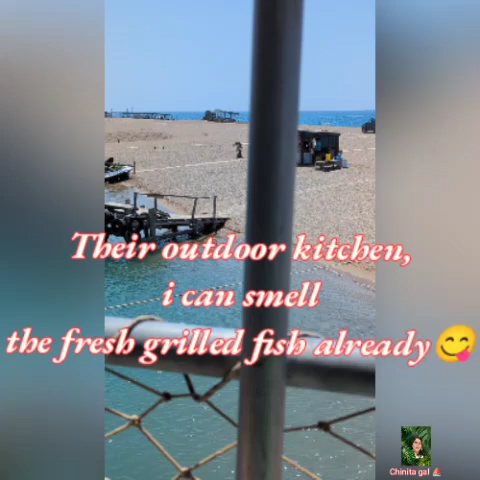 Their outdoor kitchen,
i can smell
the fresh grilled fish already😋
Chinita gal ⛵